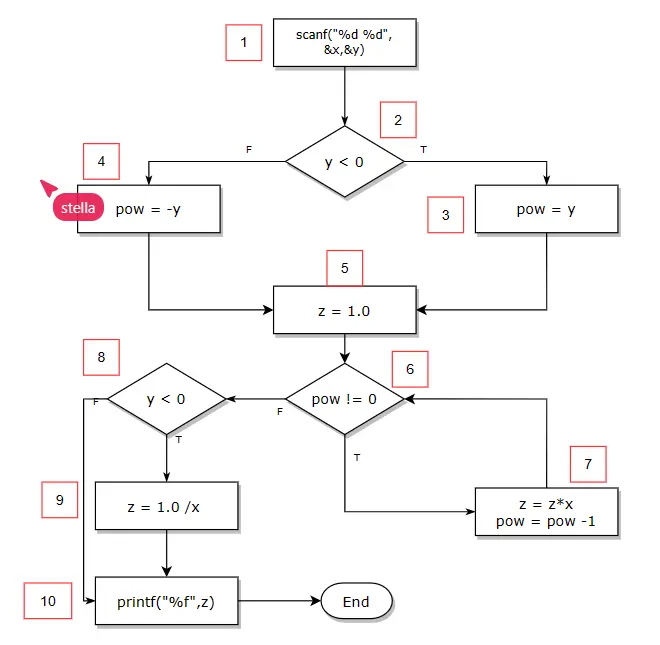 1
scanf("%d %d",
&x,&y)
2
F
T
y < 0
4
stella
pow = -y
3
pow = y
5
z = 1.0
8
6
y < 0
pow != 0
F
F
T
T
7
z = z*x
pow = pow -1
9
z = 1.0 /x
10
printf("%f",z)
End